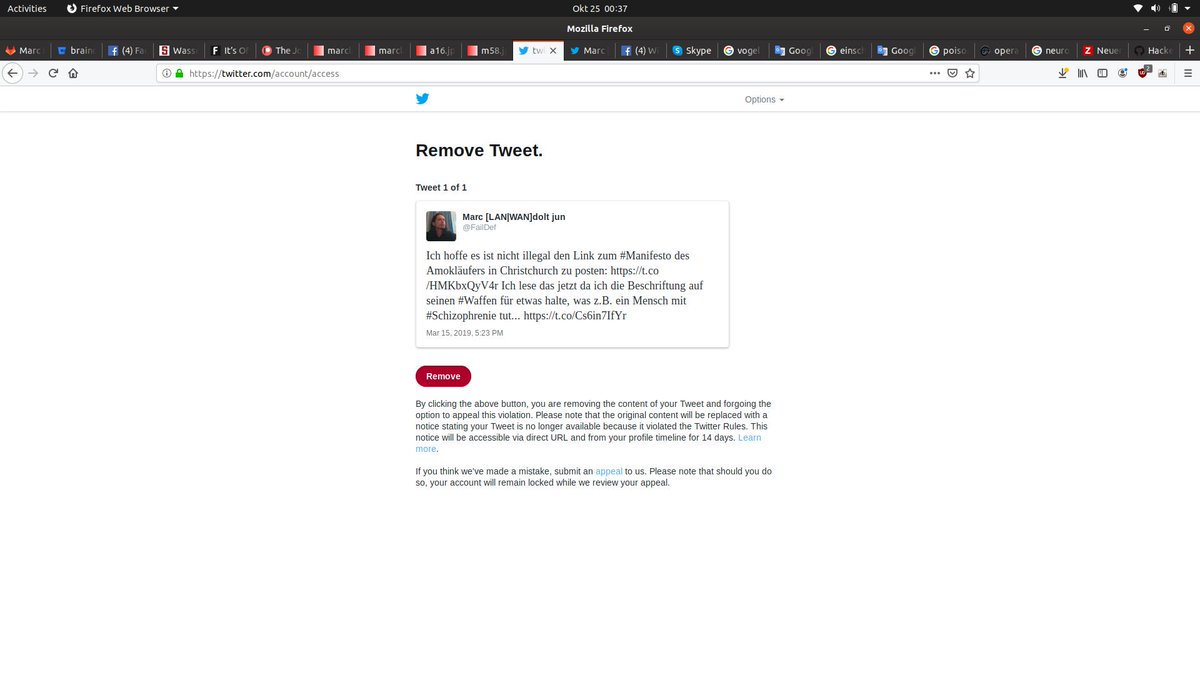 Activities Firefox Web Browser Okt 25 00:37
Mozilla Firefox
Marc brain (4) Fa Wass It's Of The Jo march marc a16.jp m58.j twi Marc (4) W Skype vogel Goog einsc Goog poiso opera neuro Neue Hacke
https://twitter.com/account/access
Options
Remove Tweet.
Tweet 1 of 1
Marc [LAN|WAN]dolt jun
@FailDef
Ich hoffe es ist nicht illegal den Link zum #Manifesto des
Amokläufers in Christchurch zu posten: https://t.co
/HMKbxQyV4r Ich lese das jetzt da ich die Beschriftung auf
seinen #Waffen für etwas halte, was z.B. ein Mensch mit
#Schizophrenie tut... https://t.co/Cs6in7IfYr
Mar 15, 2019, 5:23 PM
Remove
By clicking the above button, you are removing the content of your Tweet and forgoing the
option to appeal this violation. Please note that the original content will be replaced with a
notice stating your Tweet is no longer available because it violated the Twitter Rules. This
notice will be accessible via direct URL and from your profile timeline for 14 days. Learn
more.
If you think we've made a mistake, submit an appeal to us. Please note that should you do
so, your account will remain locked while we review your appeal.